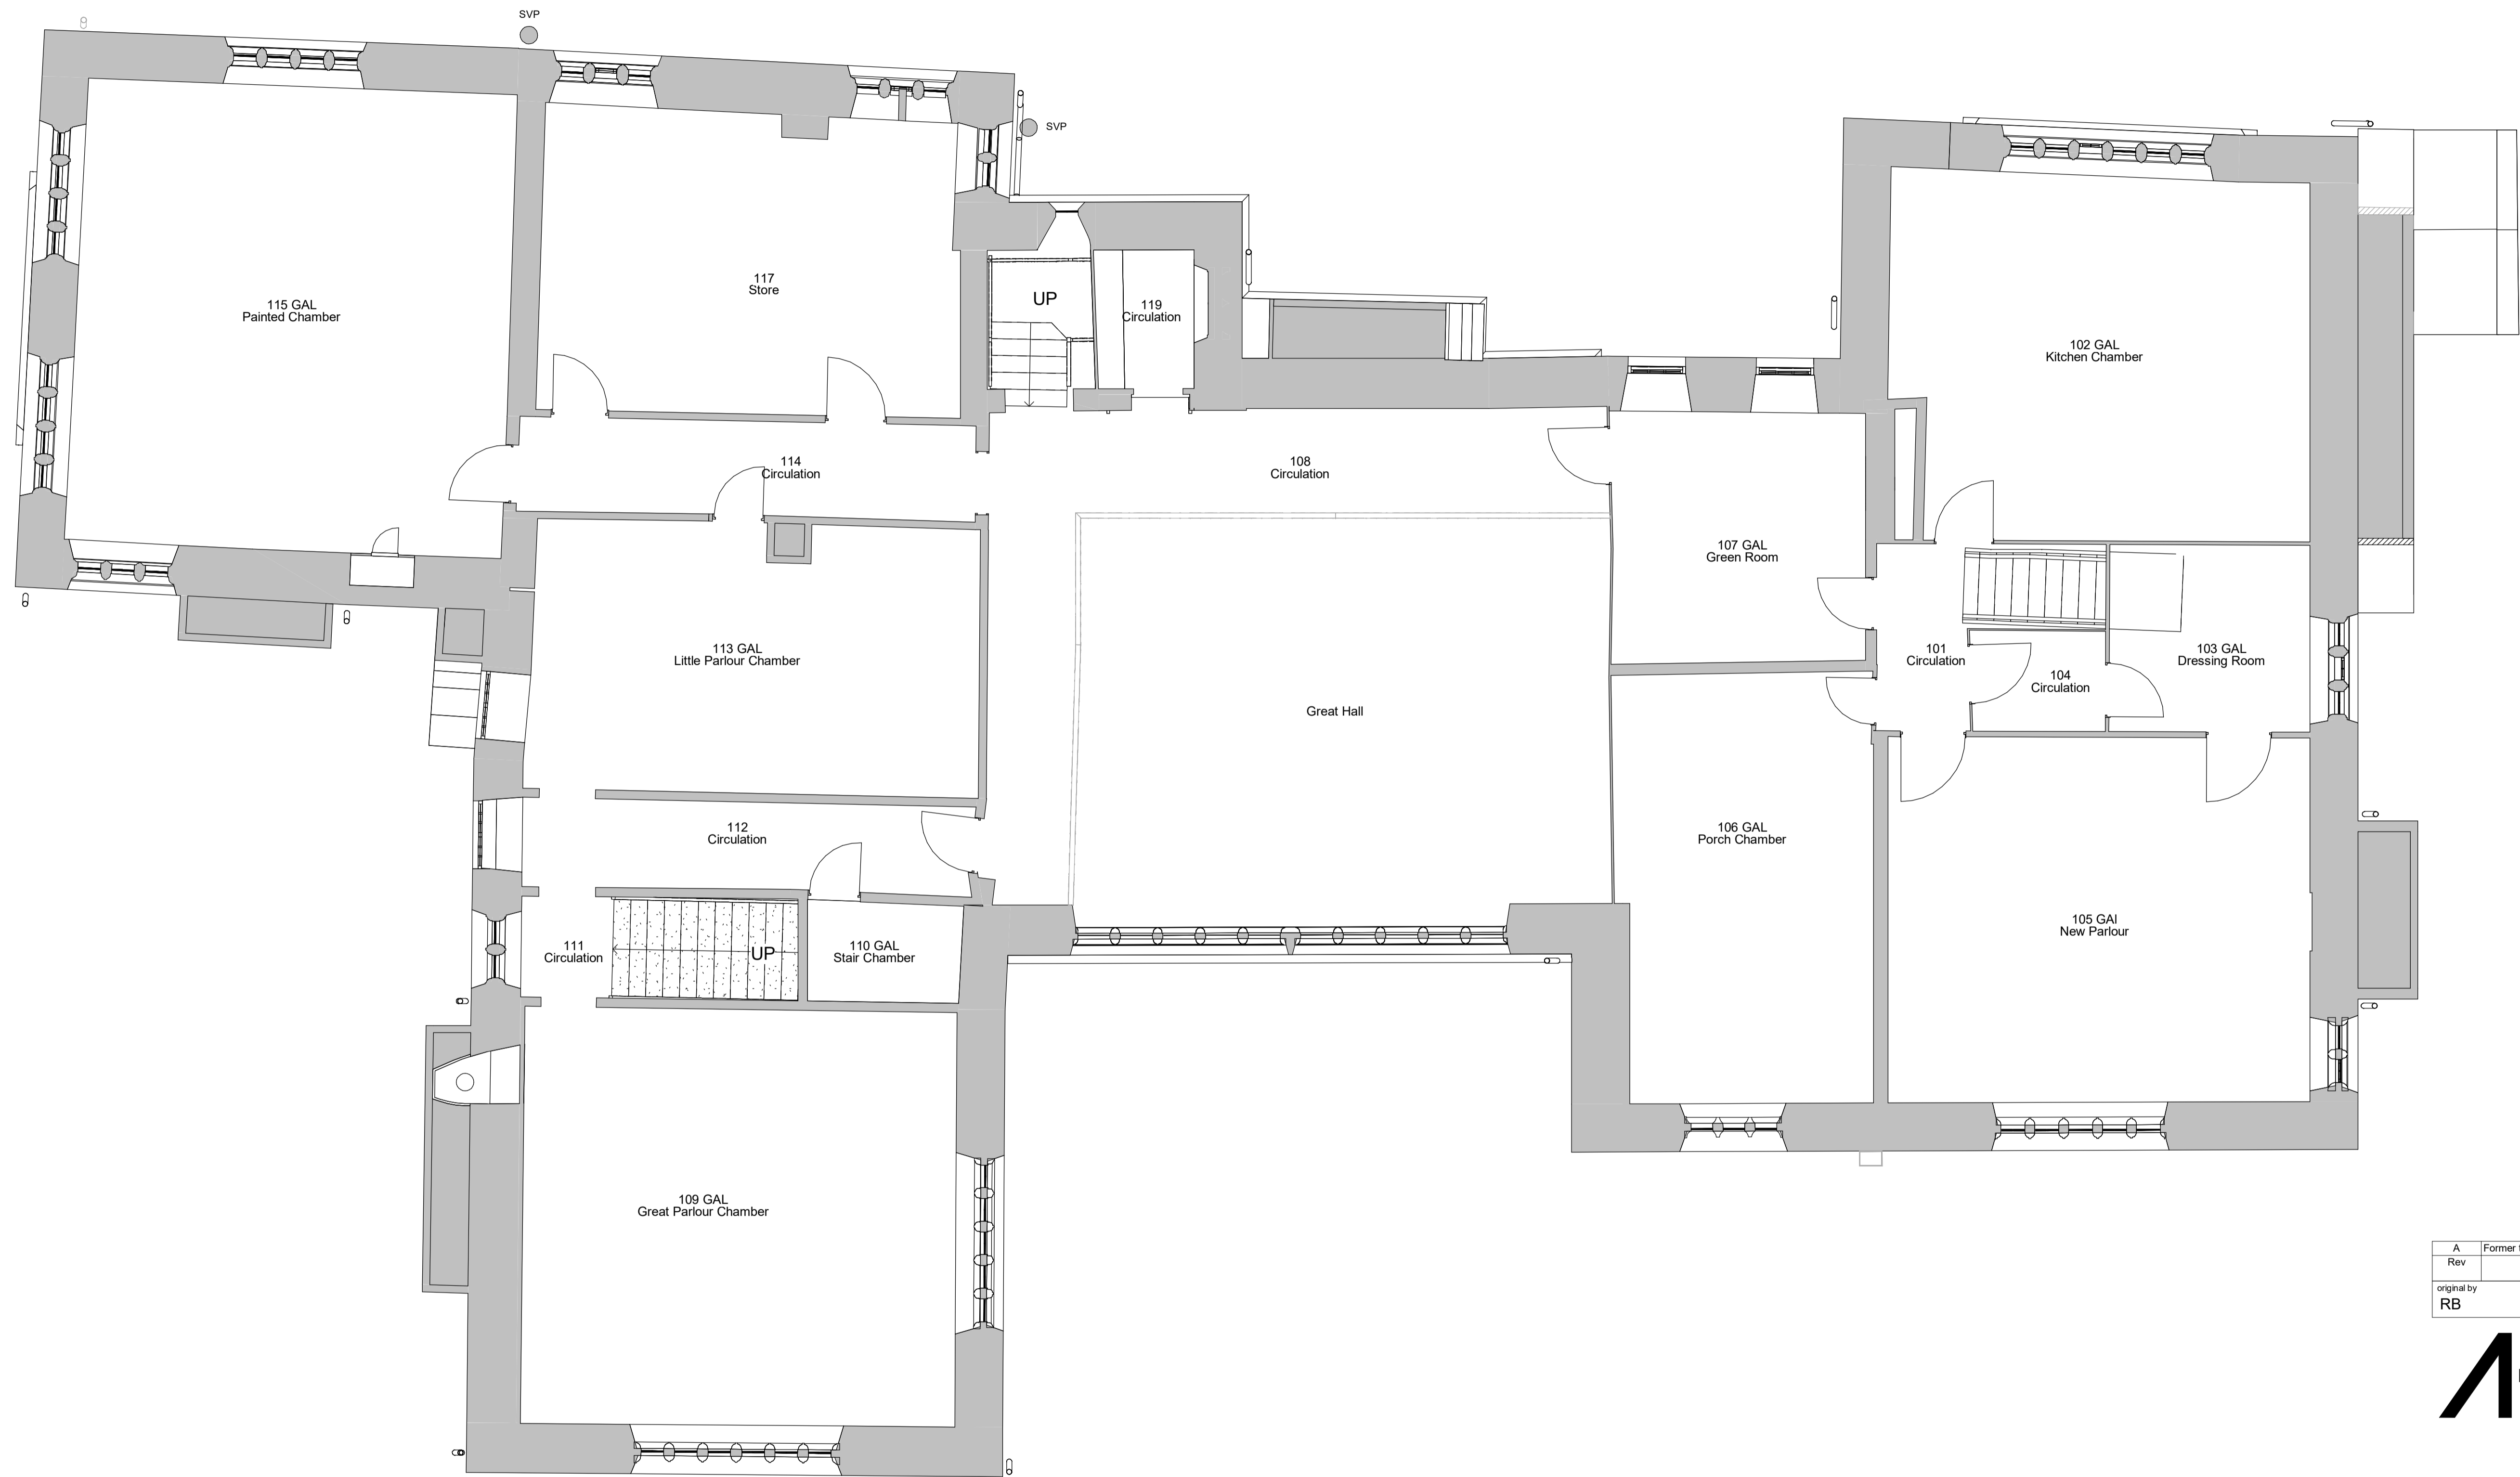 SVP
SVP
115 GAL
Painted Chamber
117
Store
UP
119
Circulation
102 GAL
Kitchen Chamber
114
Circulation
108
Circulation
107 GAL
Green Room
113 GAL
Little Parlour Chamber
101
Circulation
103 GAL
Dressing Room
104
Circulation
Great Hall
112
Circulation
106 GAL
Porch Chamber
111
Circulation
UP
110 GAL
Stair Chamber
105 GAl
New Parlour
109 GAL
Great Parlour Chamber
A Former
Rev
original by
RB